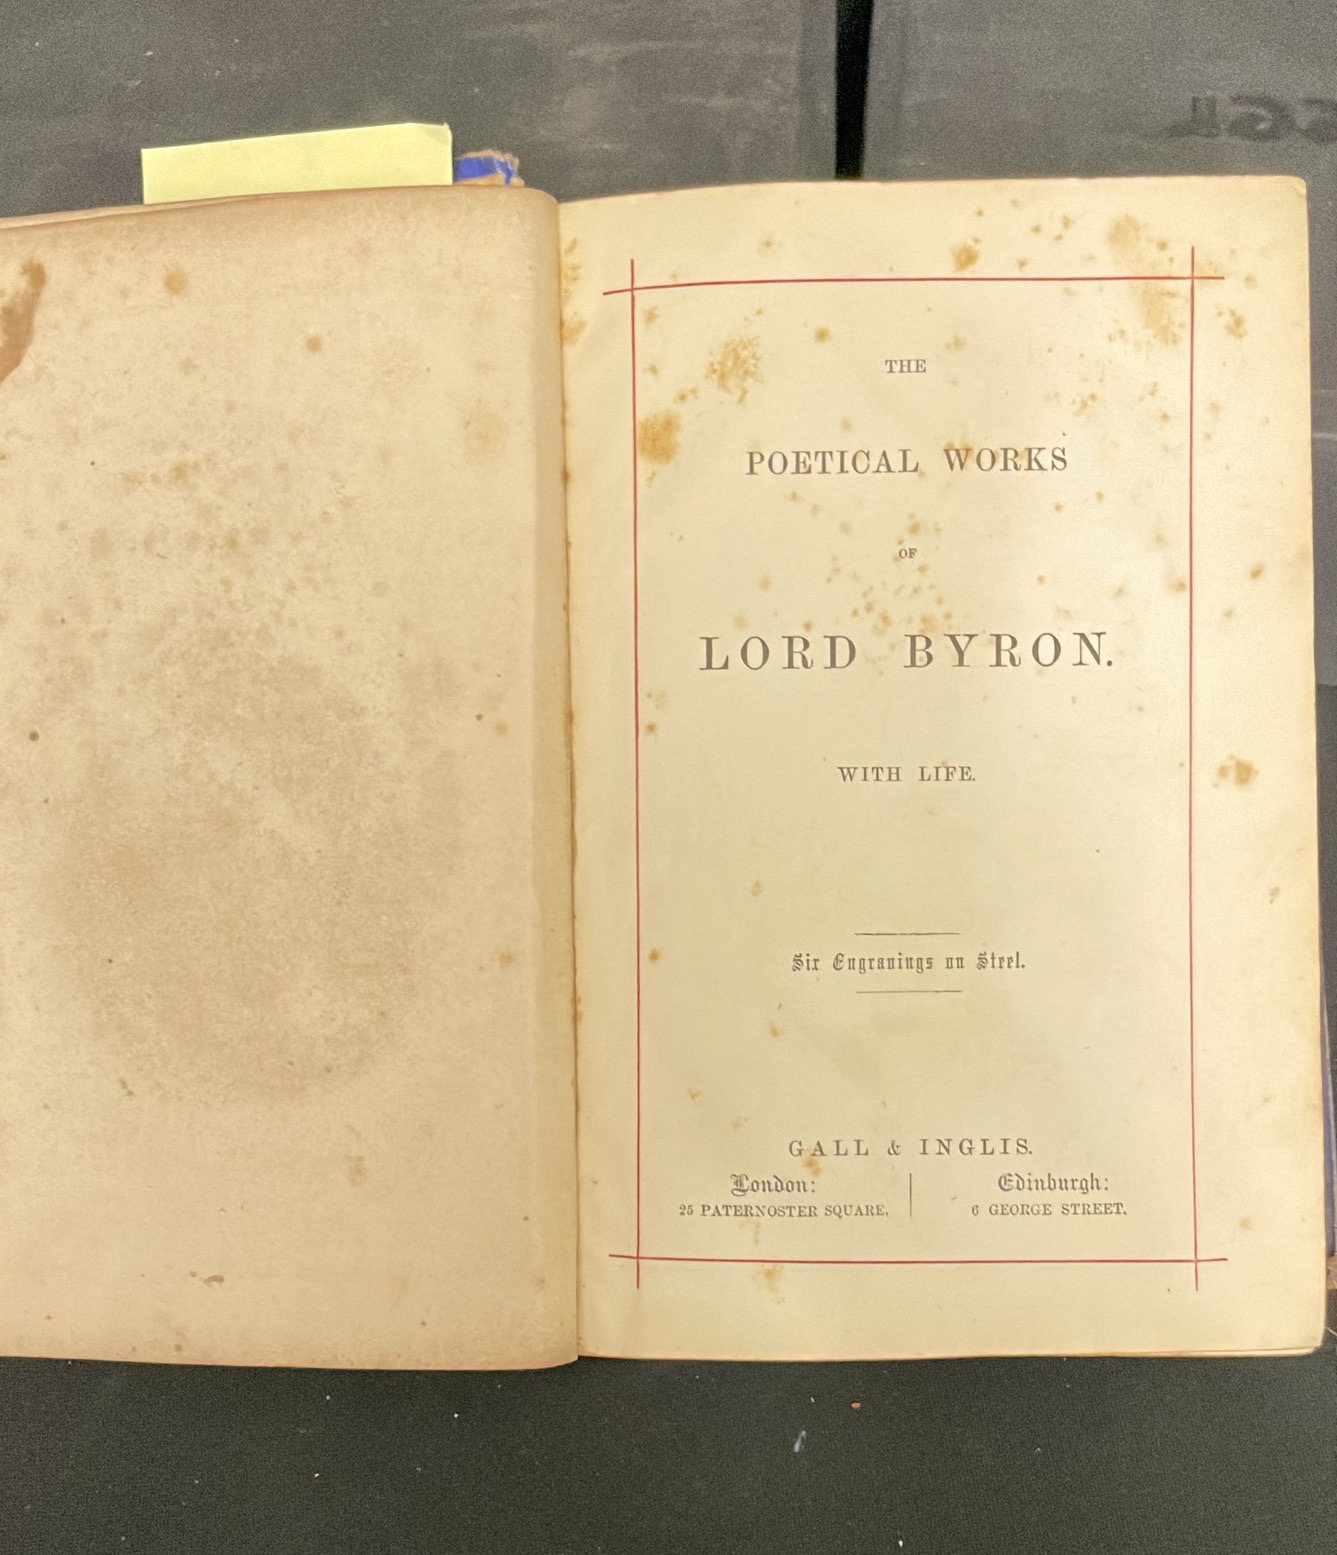 THE
POETICAL WORKS
OF
LORD BYRON.
WITH LIFE.
Six Engravings on Steel.
GALL & INGLIS.
London:
25 PATERNOSTER SQUARE.
Edinburgh:
6 GEORGE STREET.